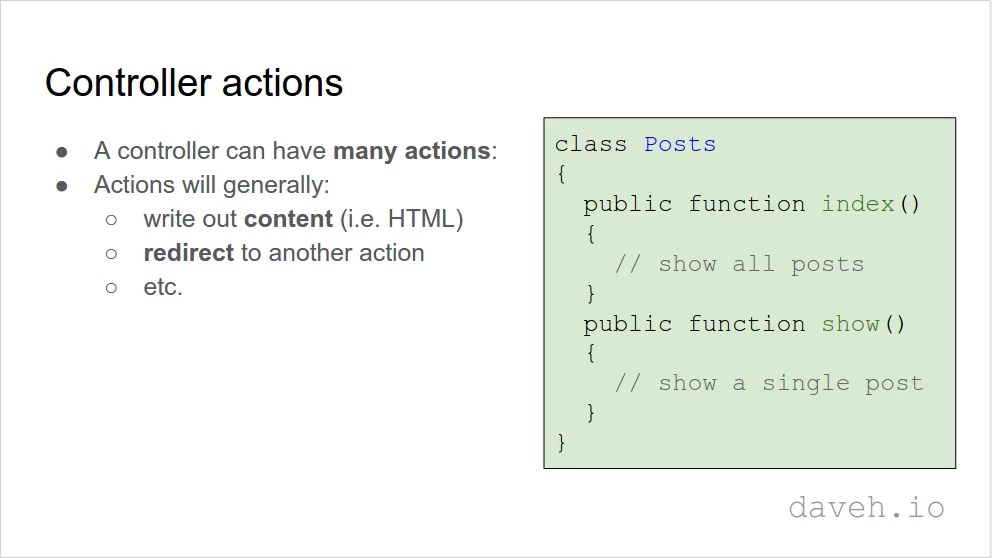 Controller actions
● A controller can have many actions:
● Actions will generally:
○ write out content (i.e. HTML)
○ redirect to another action
○ etc.
class Posts
{
public function index()
{
// show all posts
}
public function show()
{
// show a single post
}
}
daveh.io